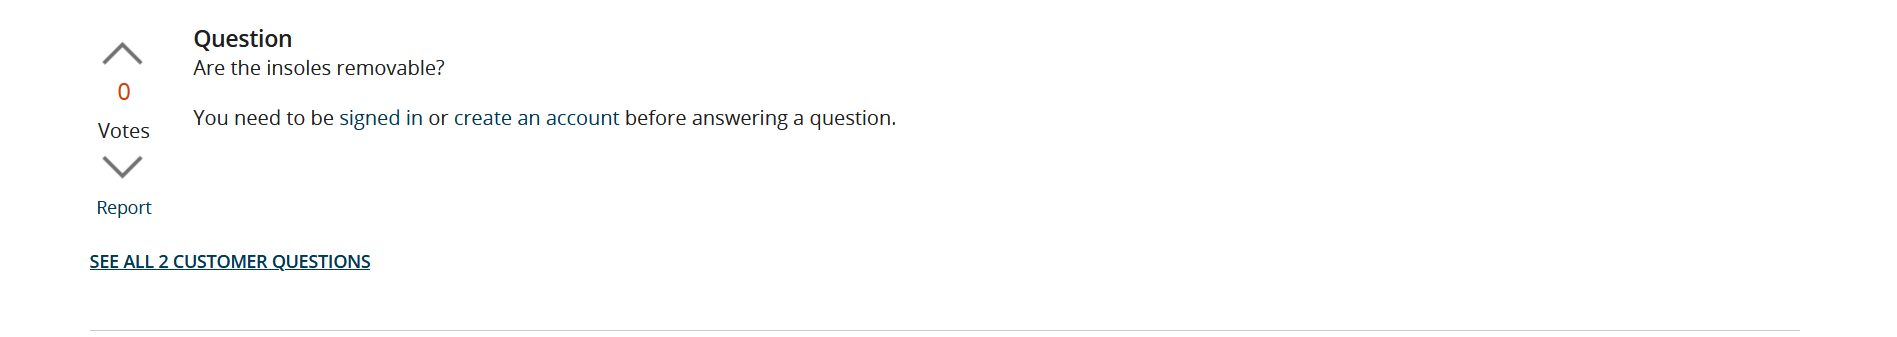 Question
Are the insoles removable?
0
You need to be signed in or create an account before answering a question.
Votes
Report
SEE ALL 2 CUSTOMER QUESTIONS